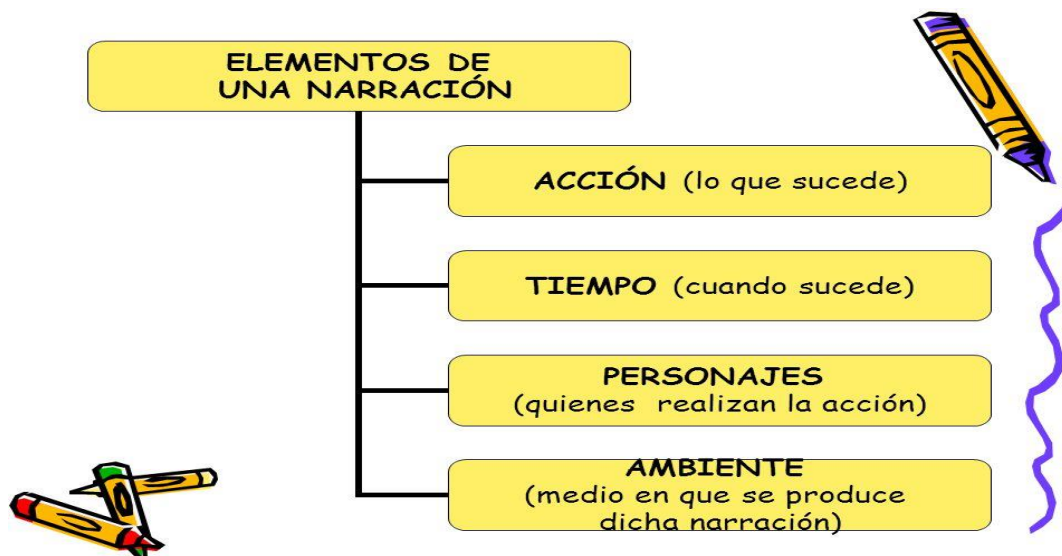 ELEMENTOS DE
UNA NARRACIÓN
ACCIÓN (lo que sucede)
TIEMPO (cuando sucede)
PERSONAJES
(quienes realizan la acción)
AMBIENTE
(medio en que se produce
dicha narración)